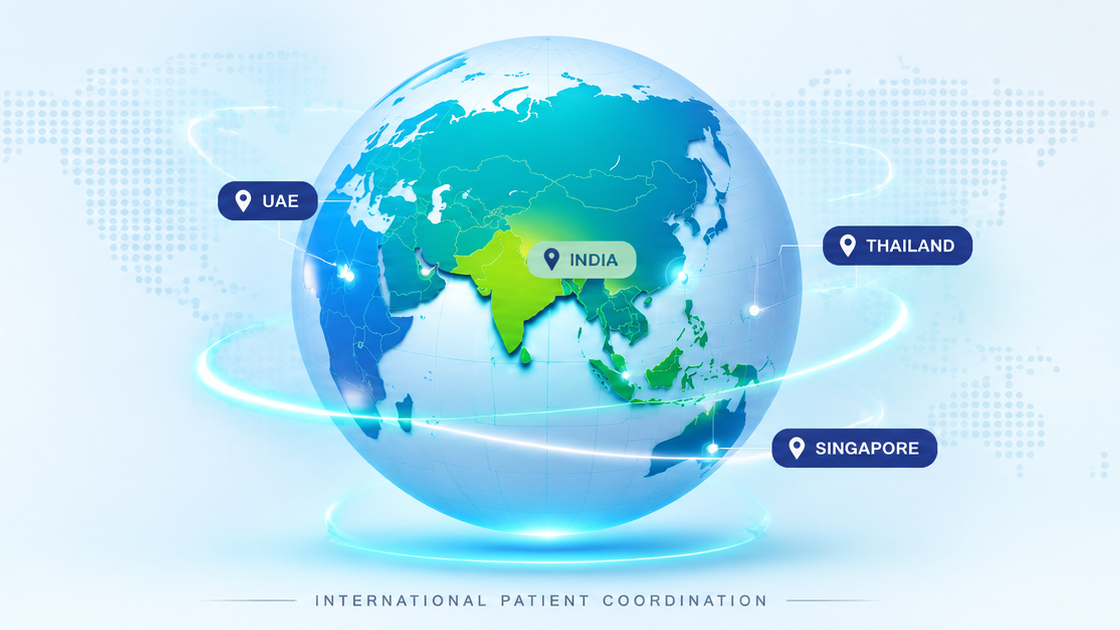 UAE
THAILAND
INDIA
SINGAPORE
INTERNATIONAL PATIENT COORDINATION